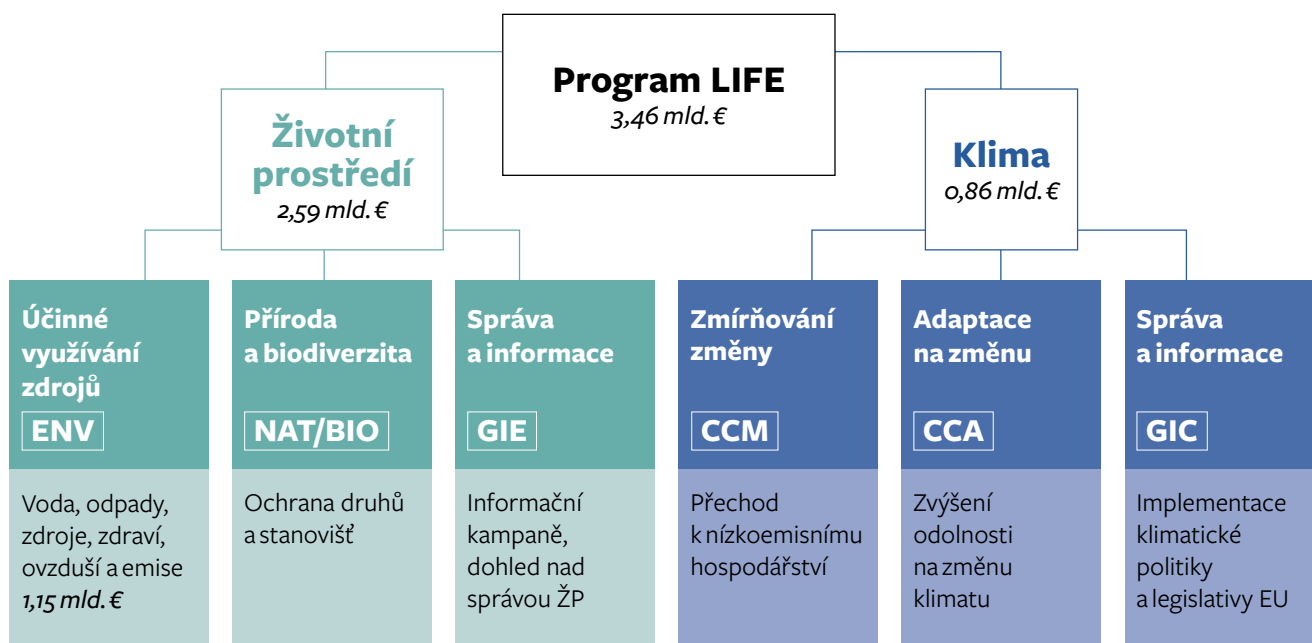 Program LIFE
3,46 mld. €
Životní
prostředí
2,59 mld. €
Klima
0,86 mld. €
Účinné
využívání
zdrojů
ENV
Voda, odpady,
zdroje, zdraví,
ovzduší a emise
1,15 mld. €
Příroda
a biodiverzita
NAT/BIO
Ochrana druhů
a stanovišť
Správa
a informace
GIE
Informační
kampaně,
dohled nad
správou ŽP
Zmírňování
změny
CCM
Přechod
k nízkoemisnímu
hospodářství
Adaptace
na změnu
CCA
Zvýšení
odolnosti
na změnu
klimatu
Správa
a informace
GIC
Implementace
klimatické
politiky
a legislativy EU